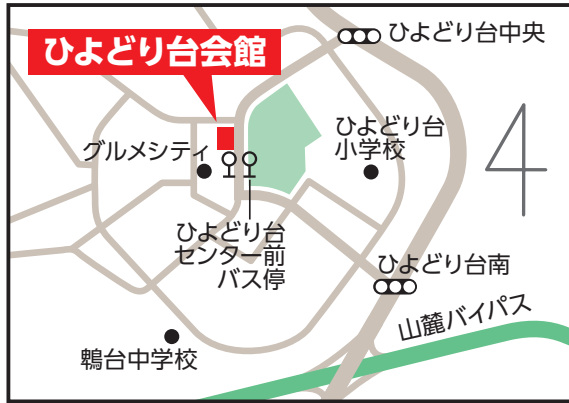 ひよどり台中央
ひよどり台会館
ひよどり台
小学校
グルメシティ
ひよどり台
センター前
バス停
ひよどり台南
山麓バイパス
鵯台中学校